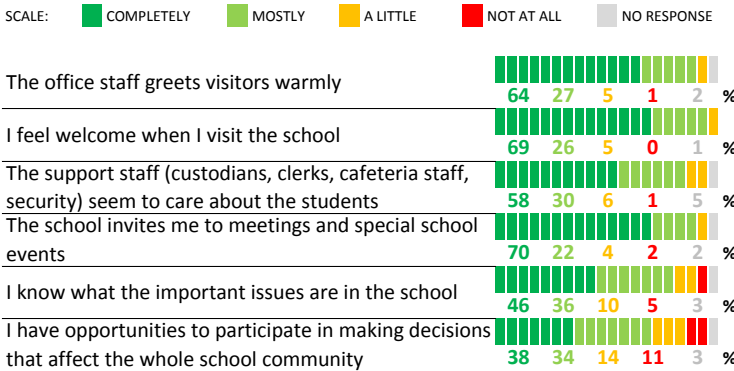 SCALE: COMPLETELY MOSTLY A LITTLE NOT AT ALL NO RESPONSE
The office staff greets visitors warmly
64 27 5 1 2 %
I feel welcome when I visit the school
69 26 5 0 1 %
The support staff (custodians, clerks, cafeteria staff,
security) seem to care about the students
58 30 6 1 5 %
The school invites me to meetings and special school
events
70 22 4 2 2 %
I know what the important issues are in the school
46 36 10 5 3 %
I have opportunities to participate in making decisions
that affect the whole school community
38 34 14 11 3 %